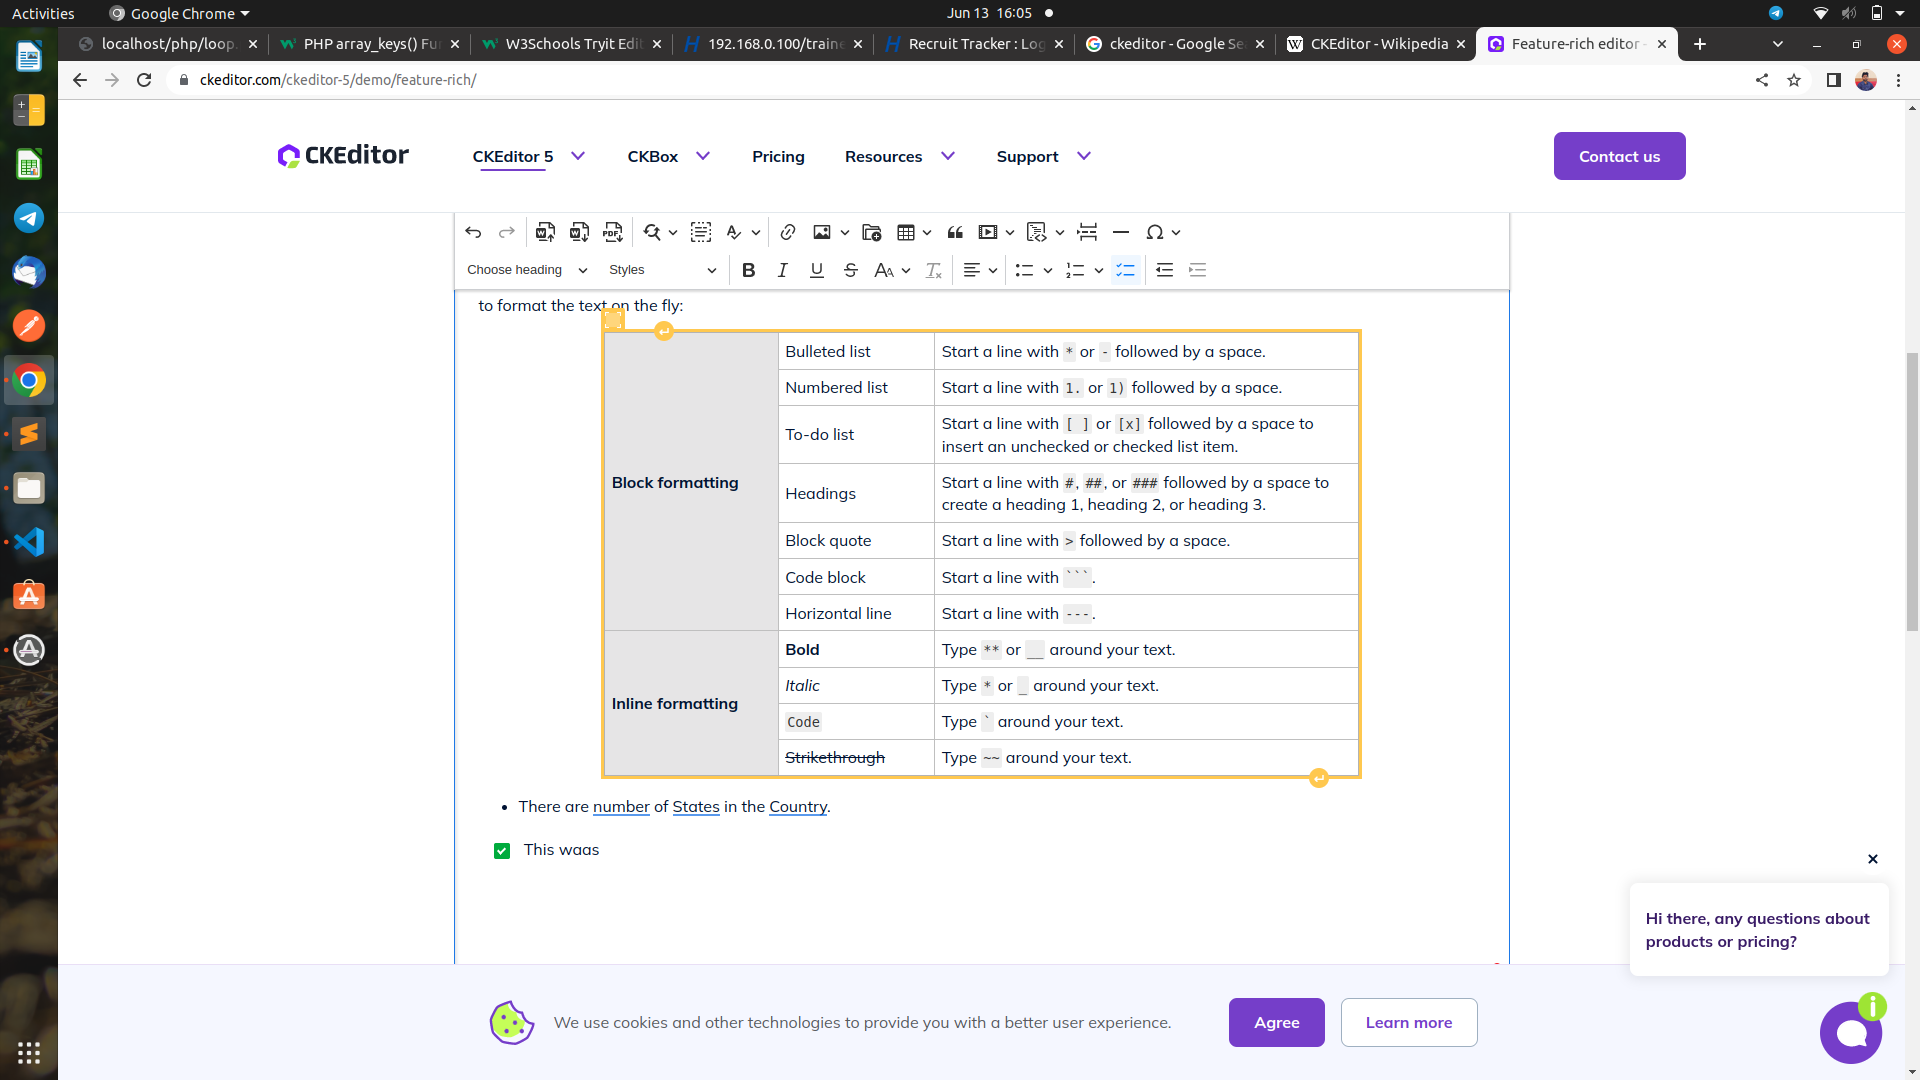 Activities
Google Chrome
Jun 13 16:05
localhost/php/loop.
PHP array_keys() Fu
W3Schools Tryit Edi
192.168.0.100/traine
Recruit Tracker : Log
ckeditor - Google Se
CKEditor - Wikipedia
Feature-rich editor -
ckeditor.com/ckeditor-5/demo/feature-rich/
CKEditor
CKEditor 5
CKBox
Pricing
Resources
Support
Contact us
Choose heading
Styles
to format the text on the fly:
Block formatting
Bulleted list
Start a line with * or - followed by a space.
Numbered list
Start a line with 1. or 1) followed by a space.
To-do list
Start a line with [ ] or [x] followed by a space to
insert an unchecked or checked list item.
Headings
Start a line with #, ##, or ### followed by a space to
create a heading 1, heading 2, or heading 3.
Block quote
Start a line with > followed by a space.
Code block
Start a line with ```.
Horizontal line
Start a line with ---.
Inline formatting
Bold
Type ** or __ around your text.
Italic
Type * or _ around your text.
Code
Type ` around your text.
Strikethrough
Type ~~ around your text.
• There are number of States in the Country.
This waas
Hi there, any questions about
products or pricing?
We use cookies and other technologies to provide you with a better user experience.
Agree
Learn more